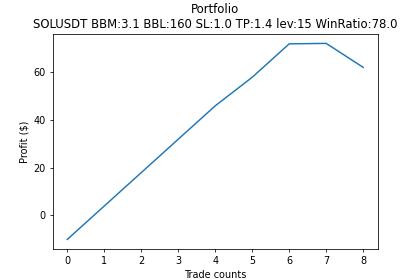 Portfolio
SOLUSDT BBM:3.1 BBL:160 SL:1.0 TP:1.4 lev:15 WinRatio:78.0
Profit ($)
60
40
20
0
0 1 2 3 4 5 6 7 8
Trade counts